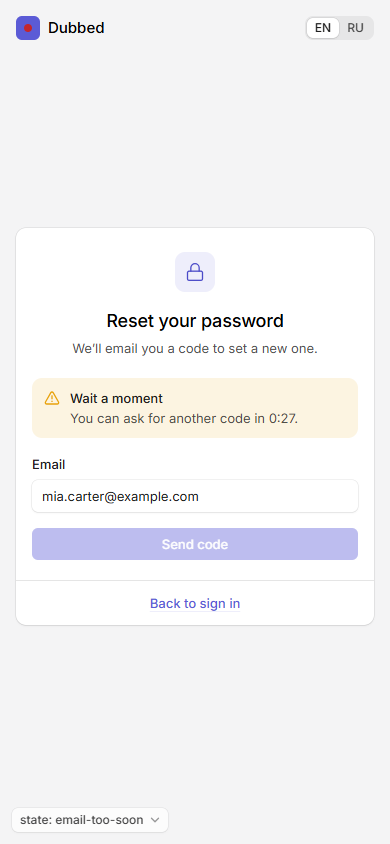 Dubbed
EN
RU
Reset your password
We'll email you a code to set a new one.
Wait a moment
You can ask for another code in 0:27.
Email
mia.carter@example.com
Send code
Back to sign in
state: email-too-soon